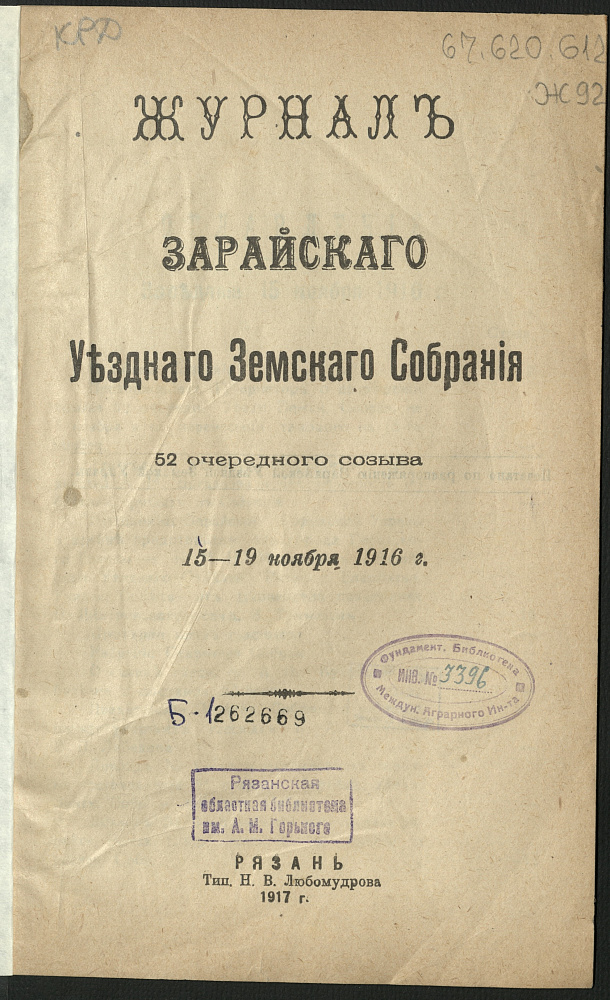 КРД
67.620.612
Ж92
ЖУРНАЛЪ
ЗАРАЙСКАГО
Уѣзднаго Земскаго Собранія
52 очередного созыва
15—19 ноября 1916 г.
Фундамент. Библиотека
ИНВ. № 3396
Междун. Аграрного Ин-та
Б-1262669
Рязанская
областная библиотека
им. А. М. Горького
РЯЗАНЬ
Тип. Н. В. Любомудрова
1917 г.